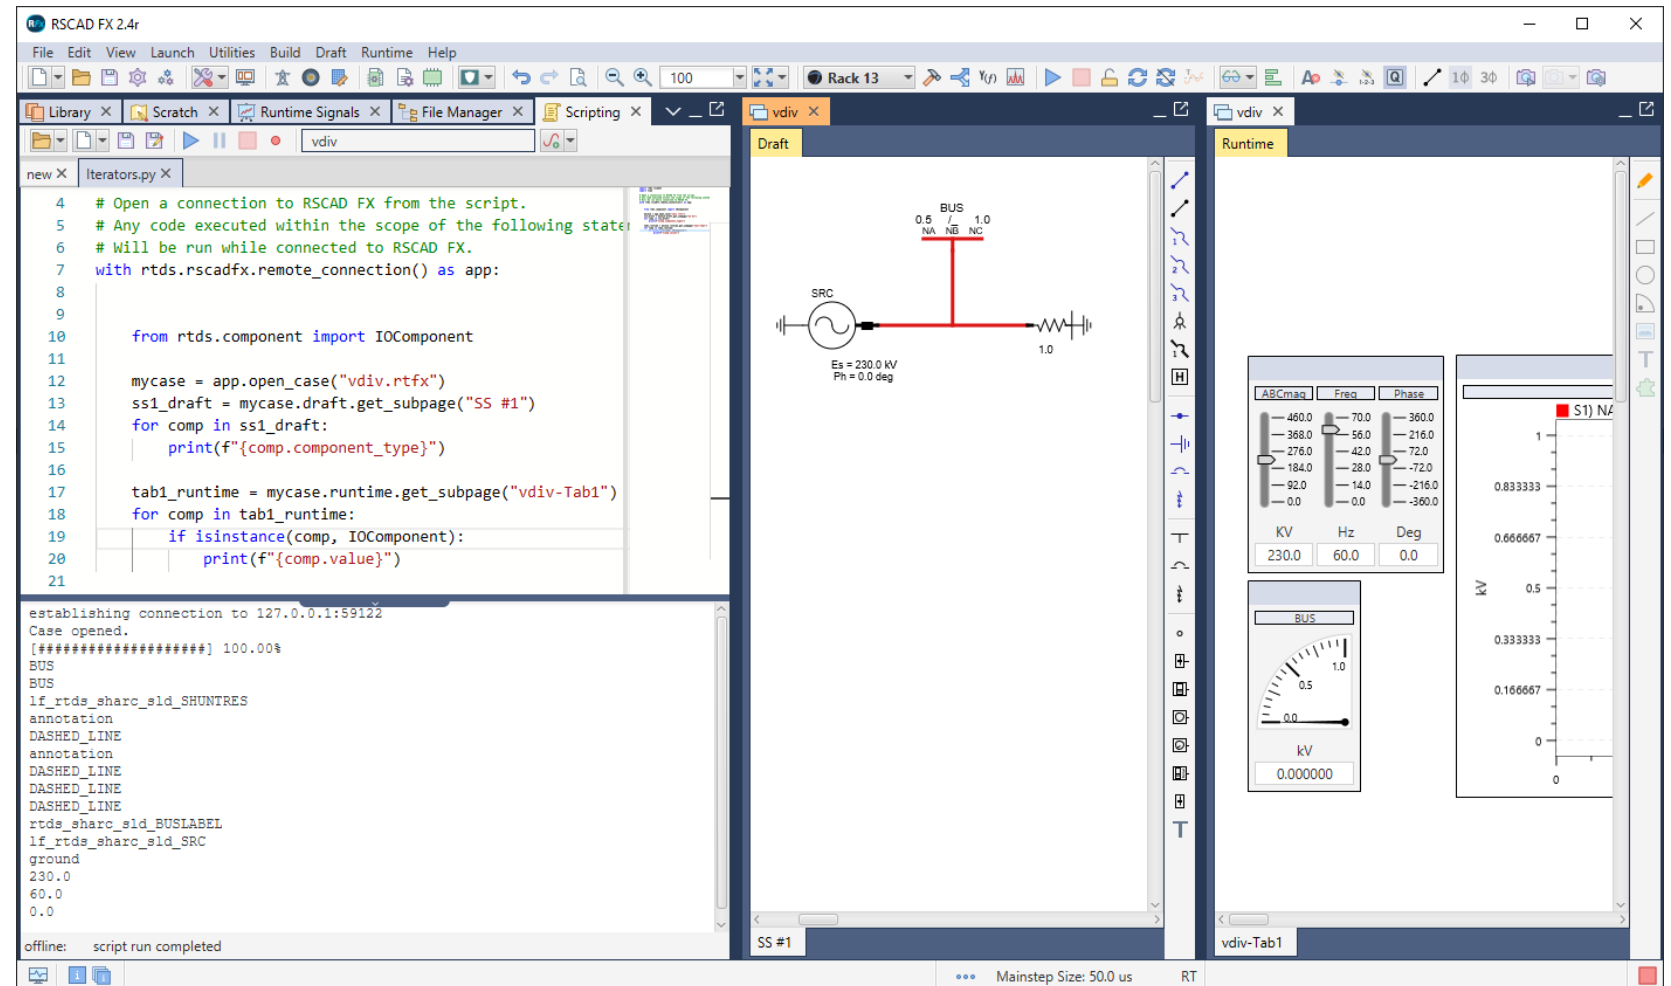 RSCAD FX 2.4r
File Edit View Launch Utilities Build Draft Runtime Help
100
Rack 13
Library
Scratch
Runtime Signals
File Manager
Scripting
vdiv
new
Iterators.py
4 # Open a connection to RSCAD FX from the script.
5 # Any code executed within the scope of the following state
6 # Will be run while connected to RSCAD FX.
7 with rtds.rscadfx.remote_connection() as app:
8
9
10 from rtds.component import IOComponent
11
12 mycase = app.open_case("vdiv.rtfx")
13 ss1_draft = mycase.draft.get_subpage("SS #1")
14 for comp in ss1_draft:
15 print(f"{comp.component_type}")
16
17 tab1_runtime = mycase.runtime.get_subpage("vdiv-Tab1")
18 for comp in tab1_runtime:
19 if isinstance(comp, IOComponent):
20 print(f"{comp.value}")
21
establishing connection to 127.0.0.1:59122
Case opened.
[####################] 100.00%
BUS
BUS
lf_rtds_sharc_sld_SHUNTRES
annotation
DASHED_LINE
annotation
DASHED_LINE
DASHED_LINE
DASHED_LINE
rtds_sharc_sld_BUSLABEL
lf_rtds_sharc_sld_SRC
ground
230.0
60.0
0.0
offline: script run completed
vdiv
Draft
BUS
0.5 / 1.0
NA NB NC
SRC
Es = 230.0 kV
Ph = 0.0 deg
1.0
SS #1
vdiv
Runtime
ABCmag Freq Phase
460.0 70.0 360.0
368.0 56.0 216.0
276.0 42.0 72.0
184.0 28.0 -72.0
92.0 14.0 -216.0
0.0 0.0 -360.0
KV Hz Deg
230.0 60.0 0.0
BUS
1.0
0.5
0.0
kV
0.000000
S1) NA
1
0.833333
0.666667
kV
0.5
0.333333
0.166667
0
0
vdiv-Tab1
Mainstep Size: 50.0 us RT